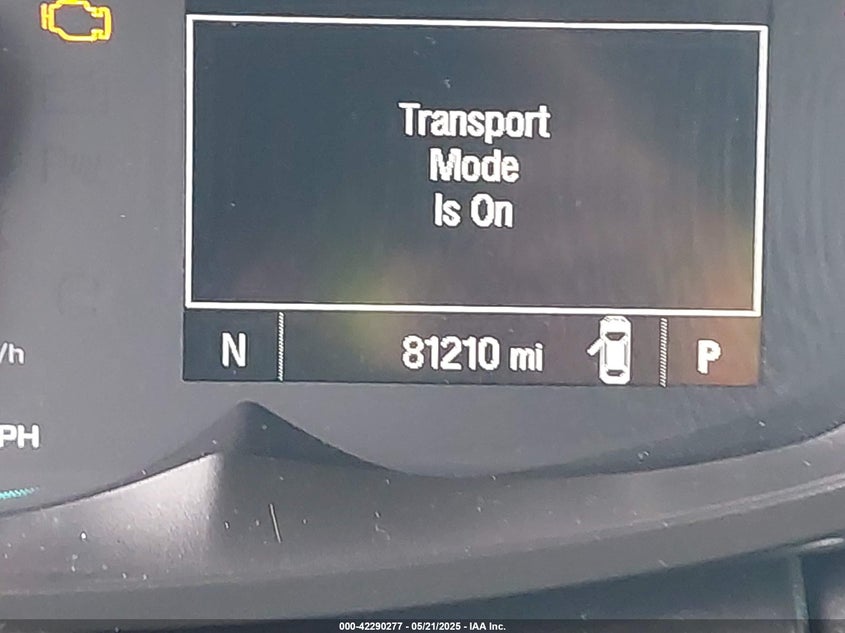 Transport
Mode
Is On
N 81210 mi P
/h
PH
000-42290277 - 05/21/2025 - IAA Inc.